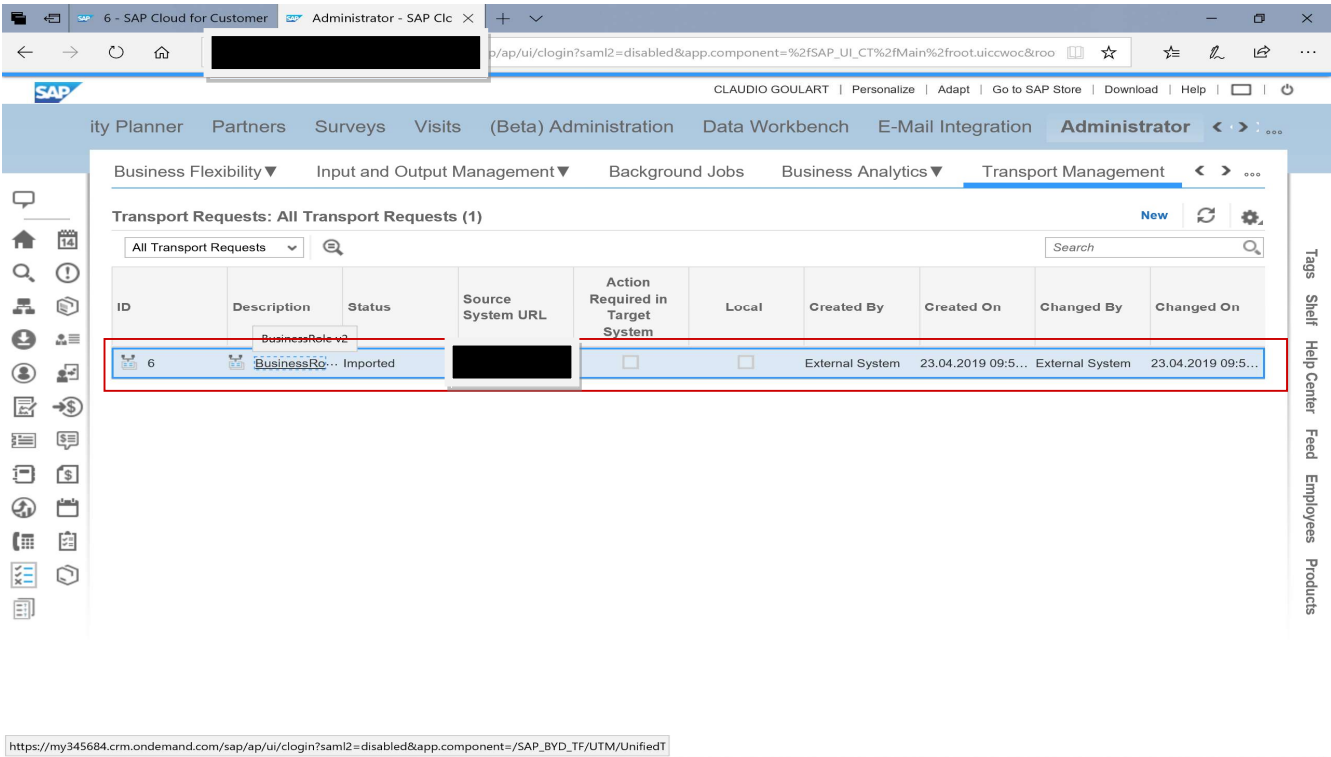 6 - SAP Cloud for Customer
Administrator - SAP Clc
p/ap/ui/clogin?saml2=disabled&app.component=%2fSAP_UI_CT%2fMain%2froot.uiccwoc&roo
SAP
CLAUDIO GOULART | Personalize | Adapt | Go to SAP Store | Download | Help |
ity Planner Partners Surveys Visits (Beta) Administration Data Workbench E-Mail Integration Administrator
Business Flexibility▼ Input and Output Management▼ Background Jobs Business Analytics▼ Transport Management
Transport Requests: All Transport Requests (1)
New
All Transport Requests
Search
ID Description Status Source System URL Action Required in Target System Local Created By Created On Changed By Changed On
BusinessRole v2
6 BusinessRo... Imported External System 23.04.2019 09:5... External System 23.04.2019 09:5...
14
Tags
Shelf
Help Center
Feed
Employees
Products
https://my345684.crm.ondemand.com/sap/ap/ui/clogin?saml2=disabled&app.component=/SAP_BYD_TF/UTM/UnifiedT